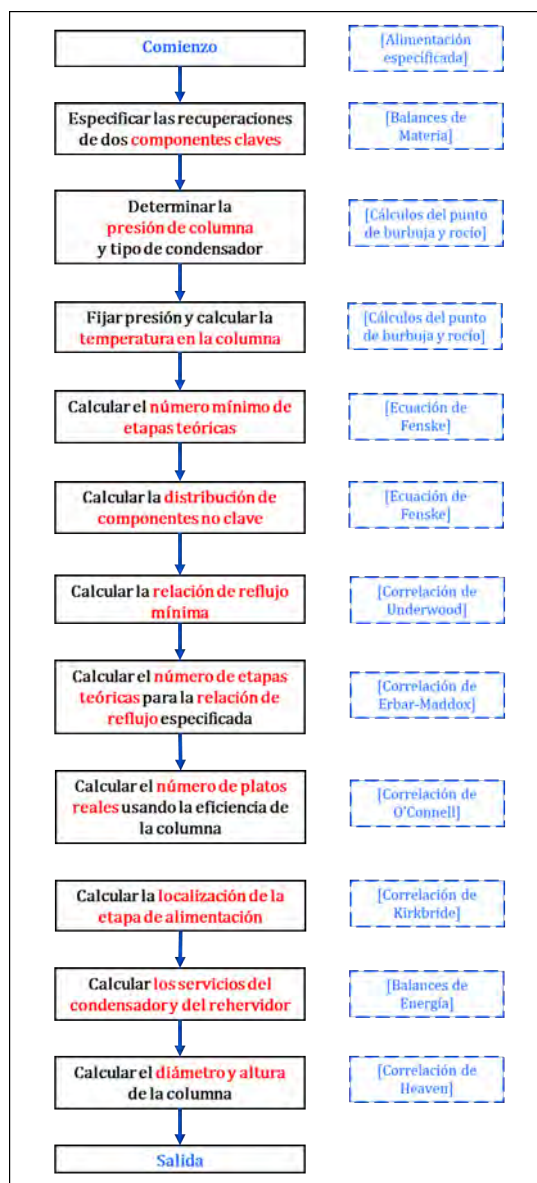 Comienzo
[Alimentación
específicada]
Especificar las recuperaciones
de dos componentes claves
[Balances de
Materia]
Determinar la
presión de columna
y tipo de condensador
[Cálculos del punto
de burbuja y rocío]
Fijar presión y calcular la
temperatura en la columna
[Cálculos del punto
de burbuja y rocío]
Calcular el número mínimo de
etapas teóricas
[Ecuación de
Fenske]
Calcular la distribución de
componentes no clave
[Ecuación de
Fenske]
Calcular la relación de reflujo
mínima
[Correlación de
Underwood]
Calcular el número de etapas
teóricas para la relación de
reflujo especificada
[Correlación de
Erbar-Maddox]
Calcular el número de platos
reales usando la eficiencia de
la columna
[Correlación de
O'Connell]
Calcular la localización de la
etapa de alimentación
[Correlación de
Kirkbride]
Calcular los servicios del
condensador y del rehervidor
[Balances de
Energía]
Calcular el diámetro y altura
de la columna
[Correlación de
Heaven]
Salida